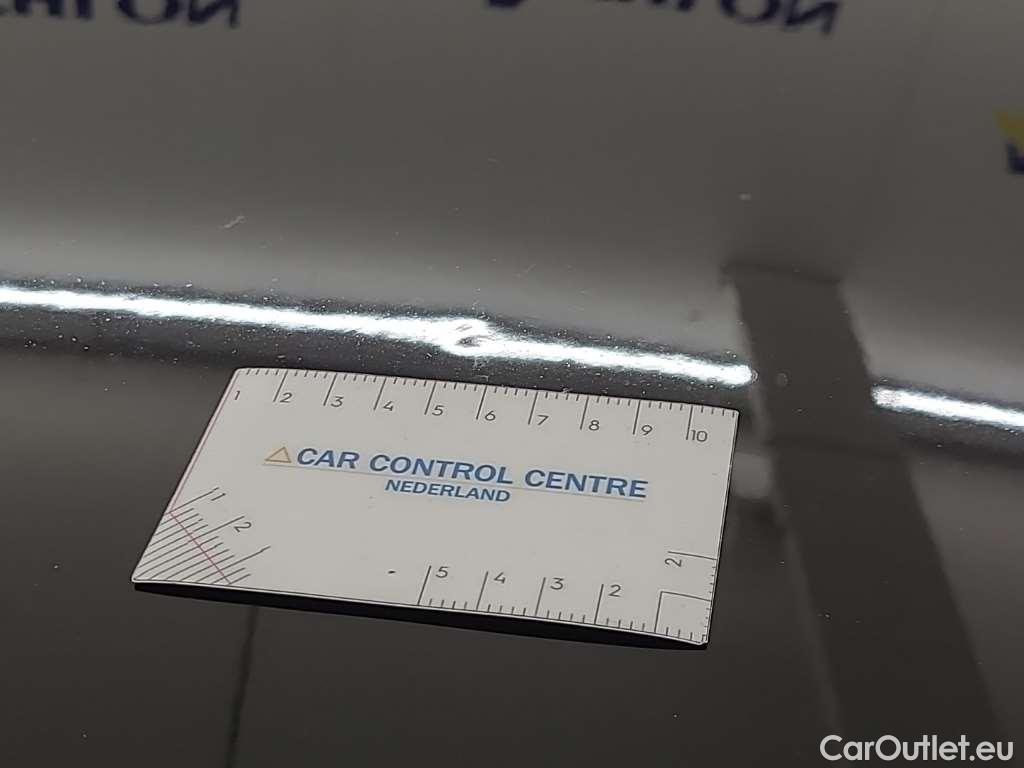 1 2 3 4 5 6 7 8 9 10
CAR CONTROL CENTRE
NEDERLAND
1
2
5 4 3 2
2
CarOutlet.eu